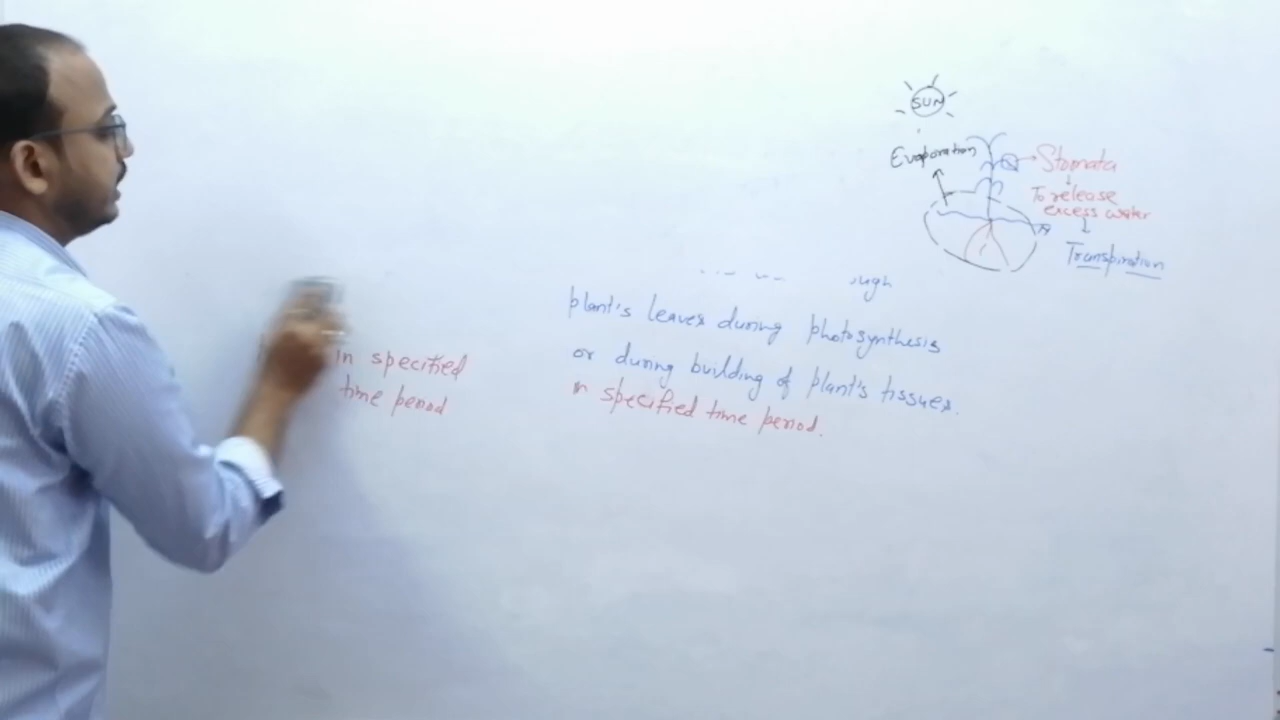 SUN
Evaporation
Stomata
To release
excess water
Transpiration
plant's leaves during photosynthesis
or during building of plant's tissues.
in specified
time period
specified time period.